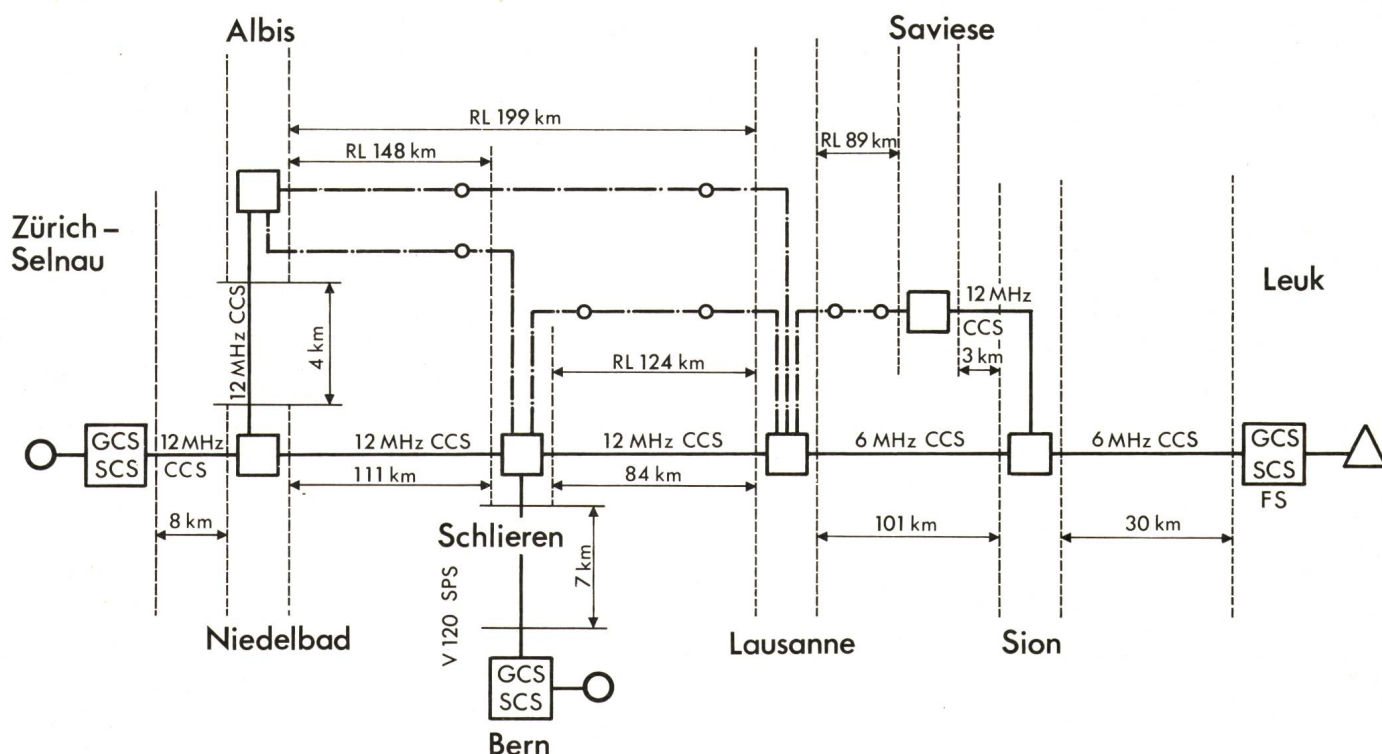 Albis
Saviese
RL 199 km
RL 148 km
RL 89 km
Zürich –
Selnau
Leuk
12 MHz CCS
4 km
12 MHz
CCS
3 km
RL 124 km
GCS
SCS
12 MHz
CCS
12 MHz CCS
12 MHz CCS
6 MHz CCS
6 MHz CCS
GCS
SCS
FS
111 km
84 km
8 km
101 km
30 km
Schlieren
7 km
V 120 SPS
Niedelbad
Lausanne
Sion
GCS
SCS
Bern